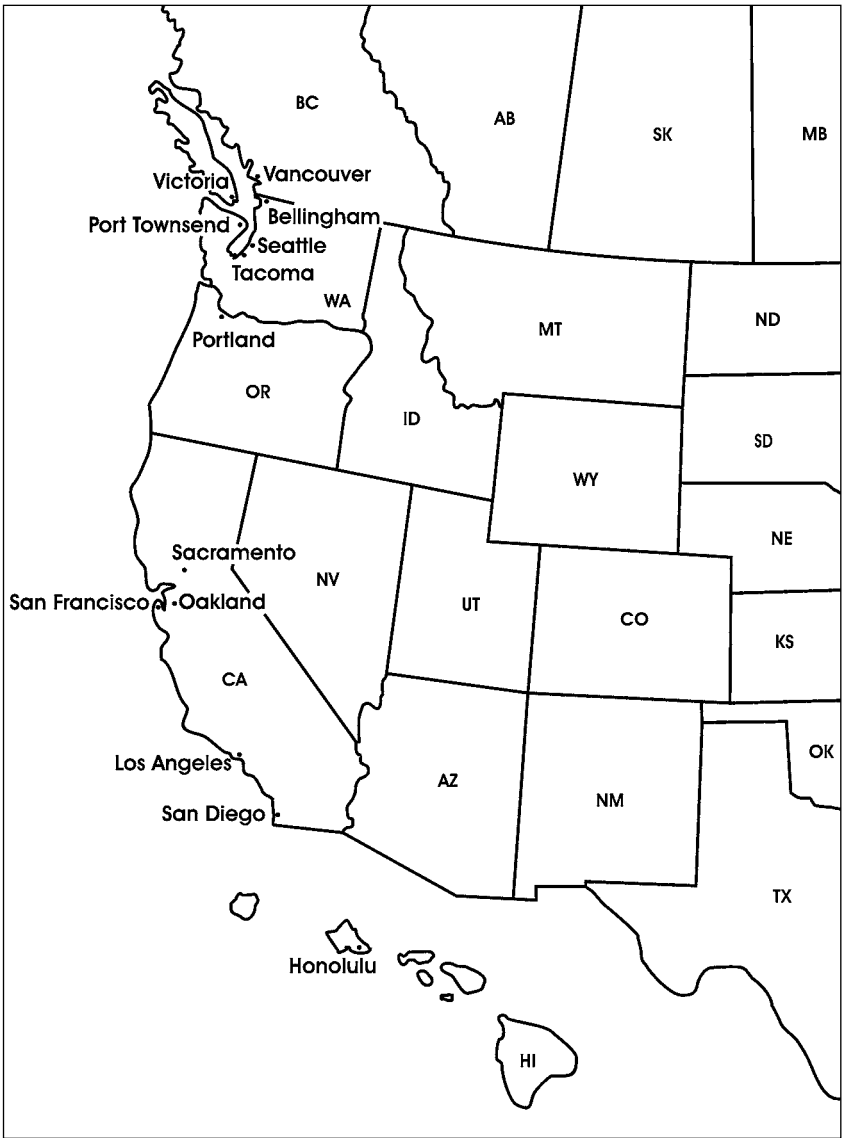 BC
AB
SK
MB
Vancouver
Victoria
Bellingham
Port Townsend
Seattle
Tacoma
WA
MT
ND
Portland
OR
ID
SD
WY
NE
Sacramento
NV
San Francisco
Oakland
UT
CO
KS
CA
OK
Los Angeles
AZ
NM
San Diego
TX
Honolulu
HI